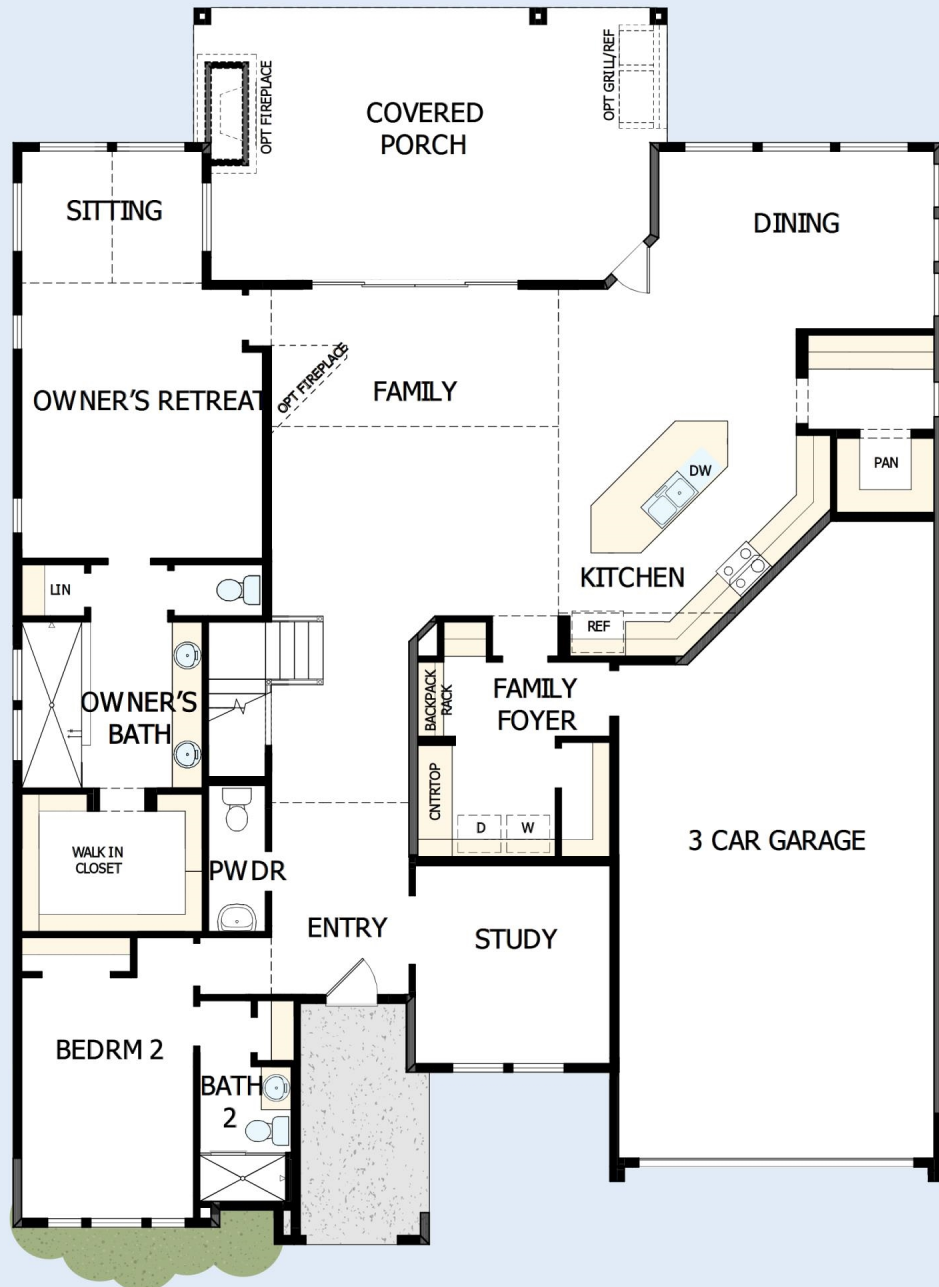 OPT FIREPLACE
COVERED
PORCH
OPT GRILL/REF
SITTING
DINING
OWNER'S RETREAT
OPT FIREPLACE
FAMILY
DW
PAN
KITCHEN
LIN
REF
OWNER'S
BATH
BACKPACK
RACK
FAMILY
FOYER
CNTRTOP
D
W
3 CAR GARAGE
WALK IN
CLOSET
PWDR
ENTRY
STUDY
BEDRM 2
BATH
2